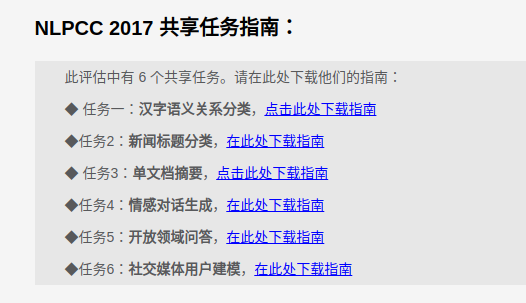 NLPCC 2017 共享任务指南：
此评估中有 6 个共享任务。请在此处下载他们的指南：
◆ 任务一：汉字语义关系分类，点击此处下载指南
◆任务2：新闻标题分类，在此处下载指南
◆ 任务3：单文档摘要，点击此处下载指南
◆任务4：情感对话生成，在此处下载指南
◆任务5：开放领域问答，在此处下载指南
◆任务6：社交媒体用户建模，在此处下载指南